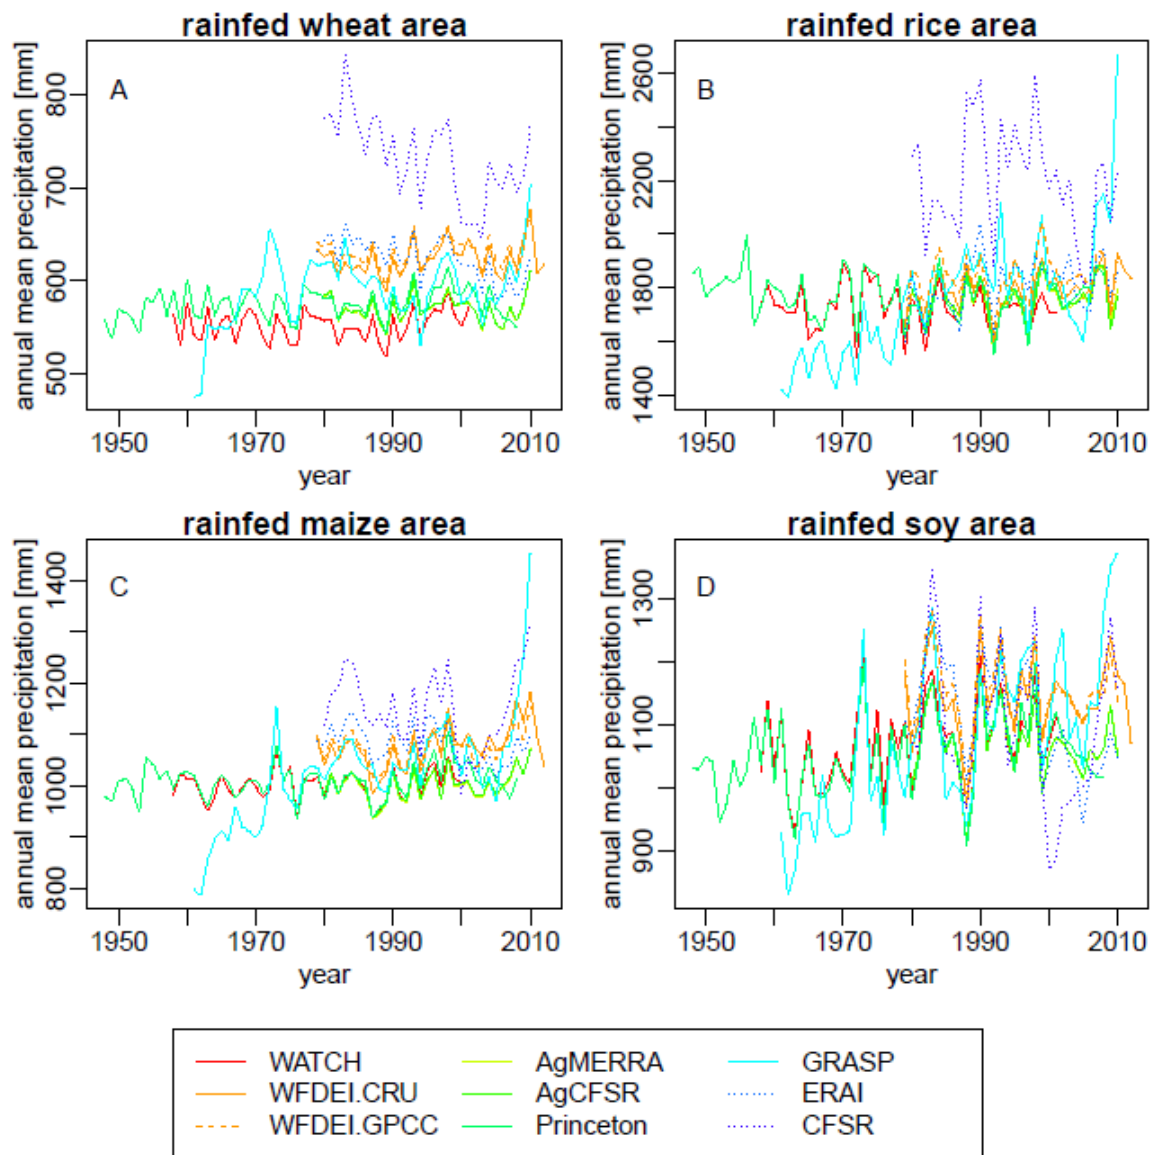 rainfed wheat area
rainfed rice area
annual mean precipitation [mm]
800
700
600
500
A
1950
1970
1990
2010
year
annual mean precipitation [mm]
2600
2200
1800
1400
B
1950
1970
1990
2010
year
rainfed maize area
rainfed soy area
annual mean precipitation [mm]
1400
1200
1000
800
C
1950
1970
1990
2010
year
annual mean precipitation [mm]
1300
1100
900
D
1950
1970
1990
2010
year
WATCH
AgMERRA
GRASP
WFDEI.CRU
AgCFSR
ERAI
WFDEI.GPCC
Princeton
CFSR